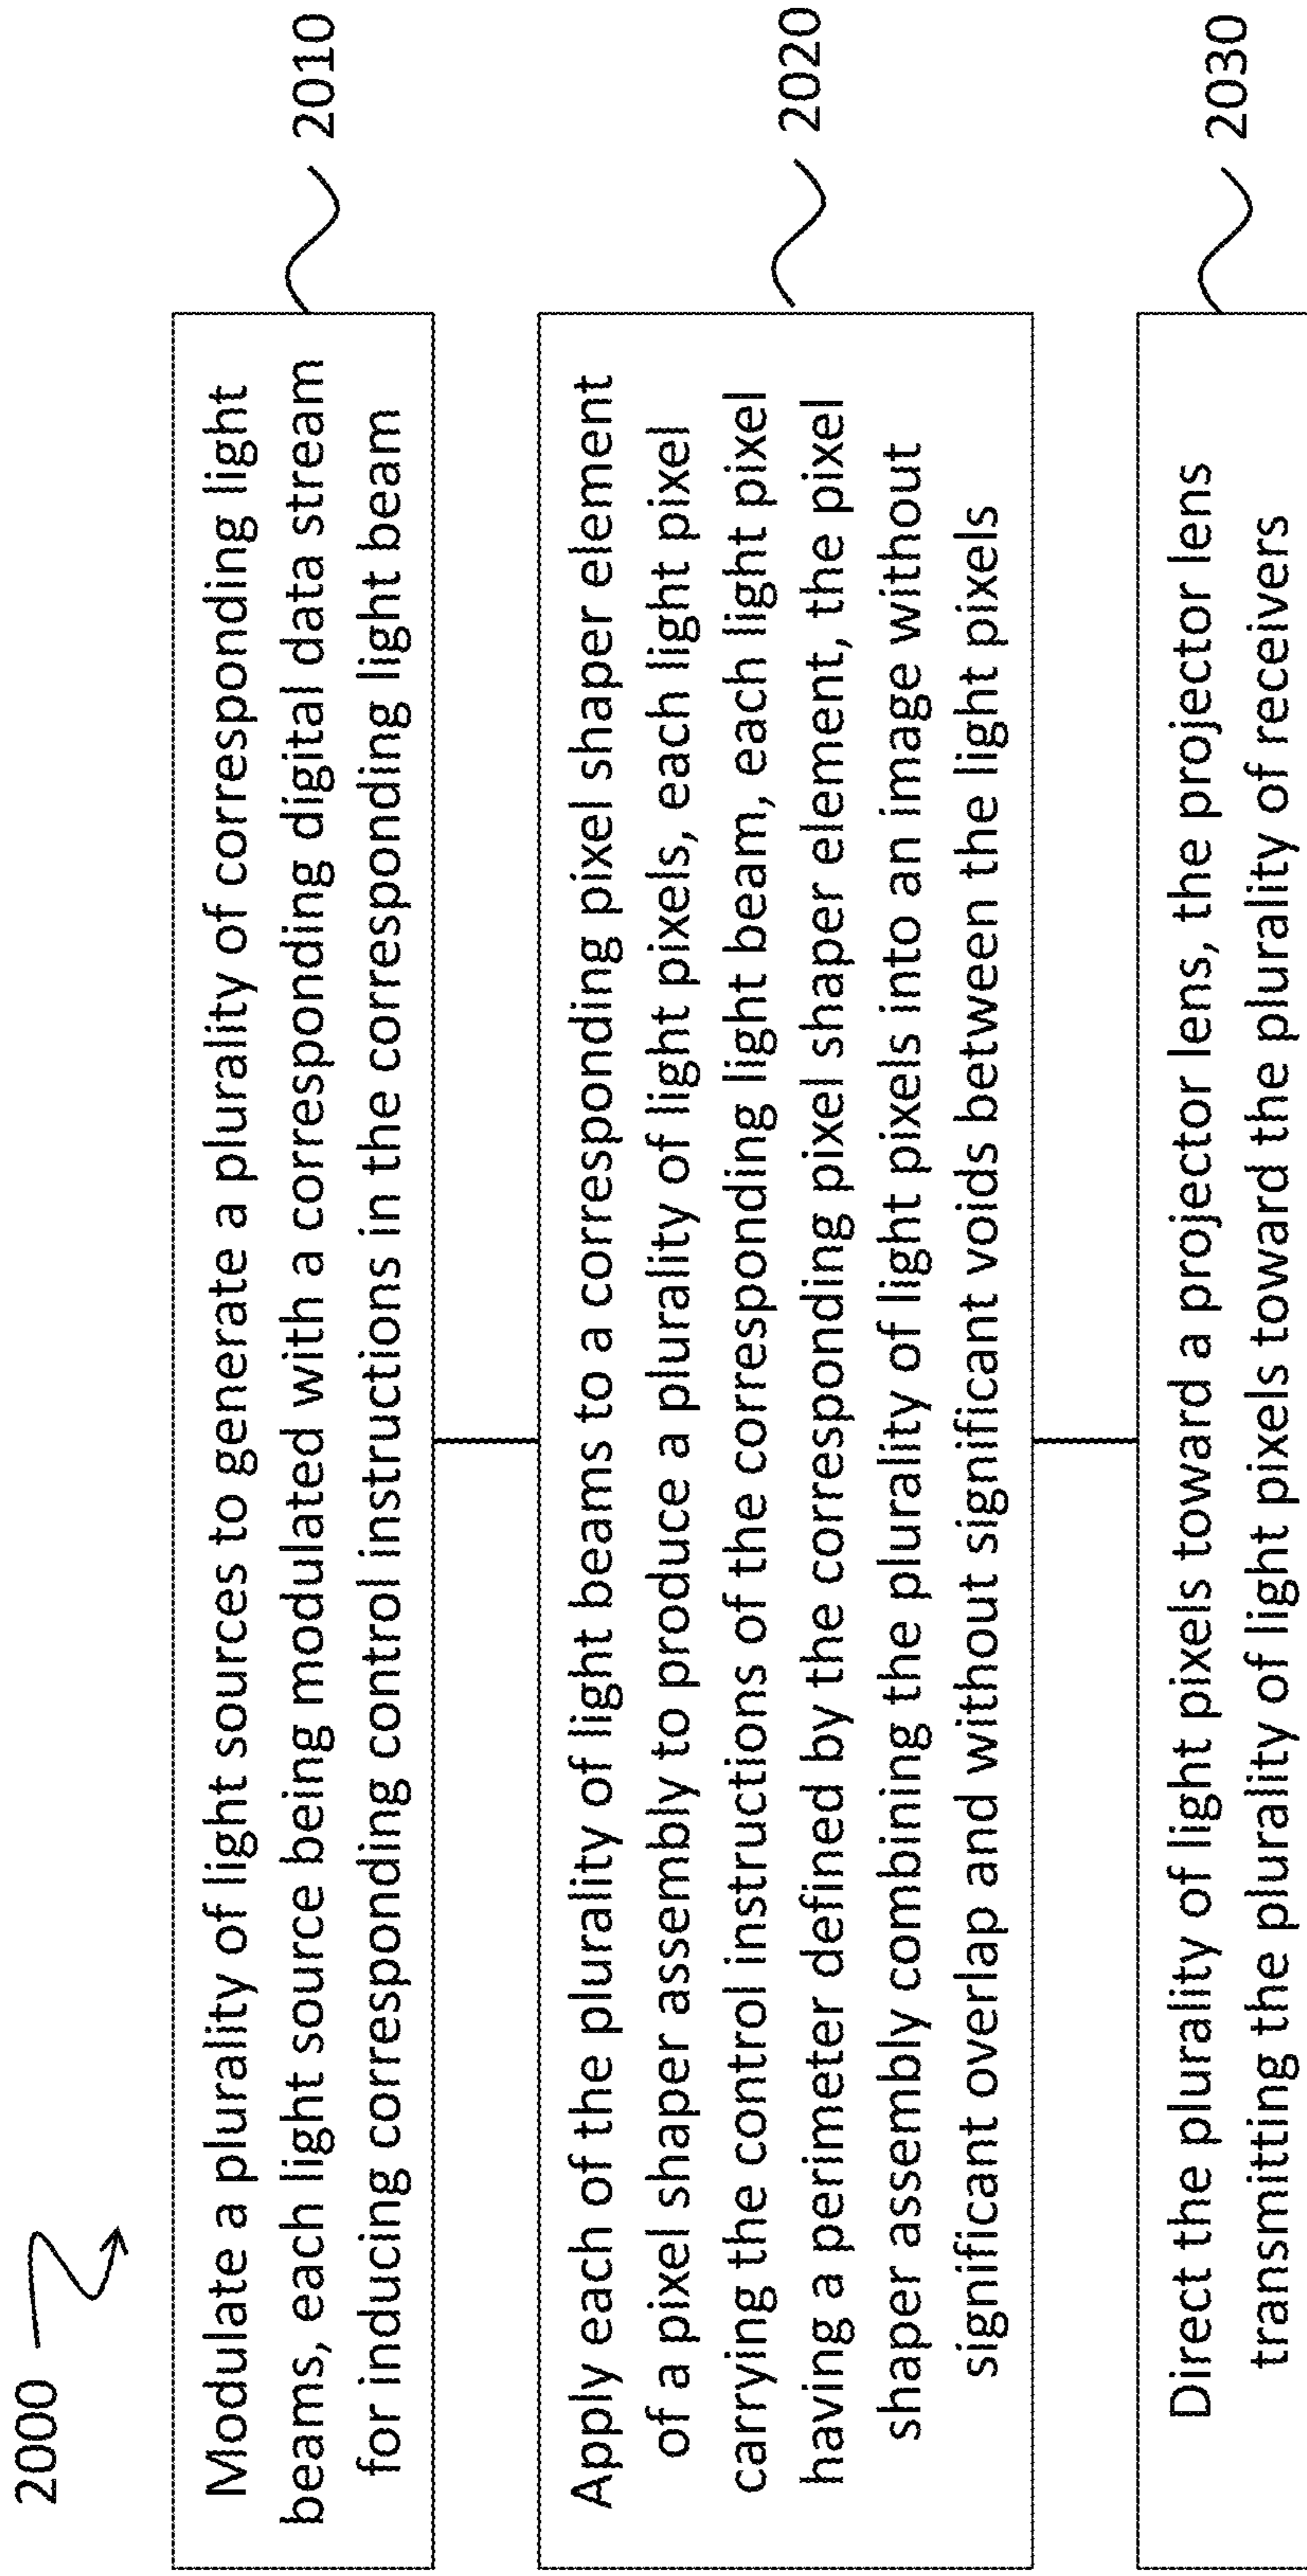 2000
Modulate a plurality of light sources to generate a plurality of corresponding light
beams, each light source being modulated with a corresponding digital data stream
for inducing corresponding control instructions in the corresponding light beam
2010
Apply each of the plurality of light beams to a corresponding pixel shaper element
of a pixel shaper assembly to produce a plurality of light pixels, each light pixel
carrying the control instructions of the corresponding light beam, each light pixel
having a perimeter defined by the corresponding pixel shaper element, the pixel
shaper assembly combining the plurality of light pixels into an image without
significant overlap and without significant voids between the light pixels
2020
Direct the plurality of light pixels toward a projector lens, the projector lens
transmitting the plurality of light pixels toward the plurality of receivers
2030